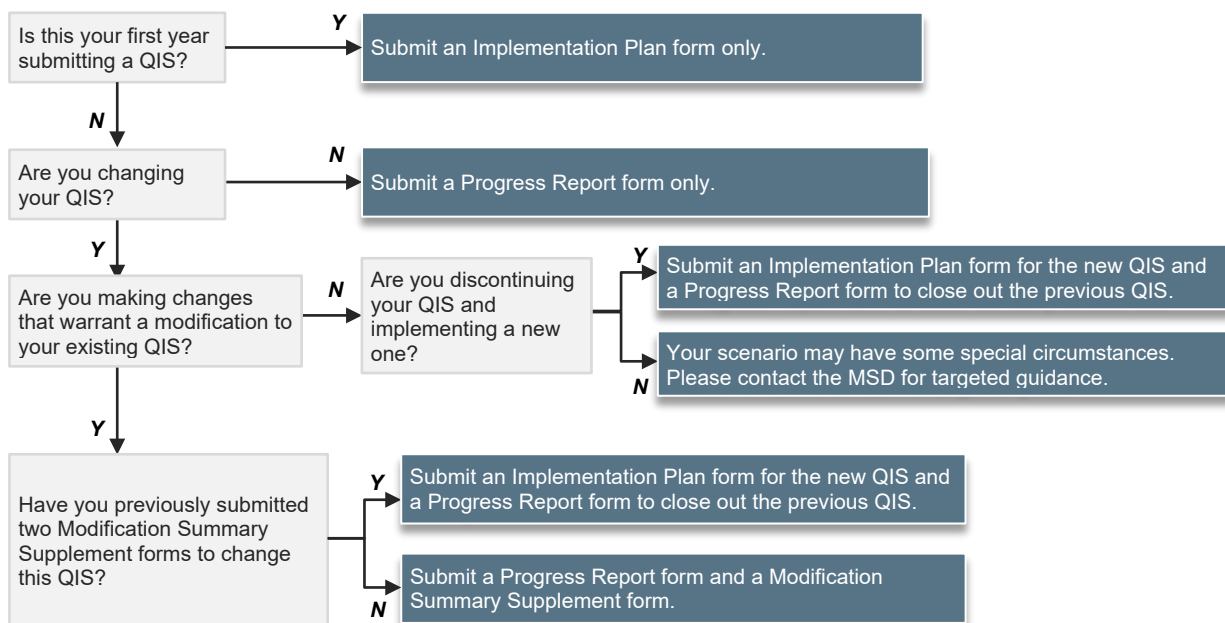 Is this your first year
submitting a QIS?
Y
Submit an Implementation Plan form only.
N
Are you changing
your QIS?
N
Submit a Progress Report form only.
Y
Are you making changes
that warrant a modification to
your existing QIS?
N
Are you discontinuing
your QIS and
implementing a new
one?
Y
Submit an Implementation Plan form for the new QIS and
a Progress Report form to close out the previous QIS.
N
Your scenario may have some special circumstances.
Please contact the MSD for targeted guidance.
Y
Have you previously submitted
two Modification Summary
Supplement forms to change
this QIS?
Y
Submit an Implementation Plan form for the new QIS and
a Progress Report form to close out the previous QIS.
N
Submit a Progress Report form and a Modification
Summary Supplement form.